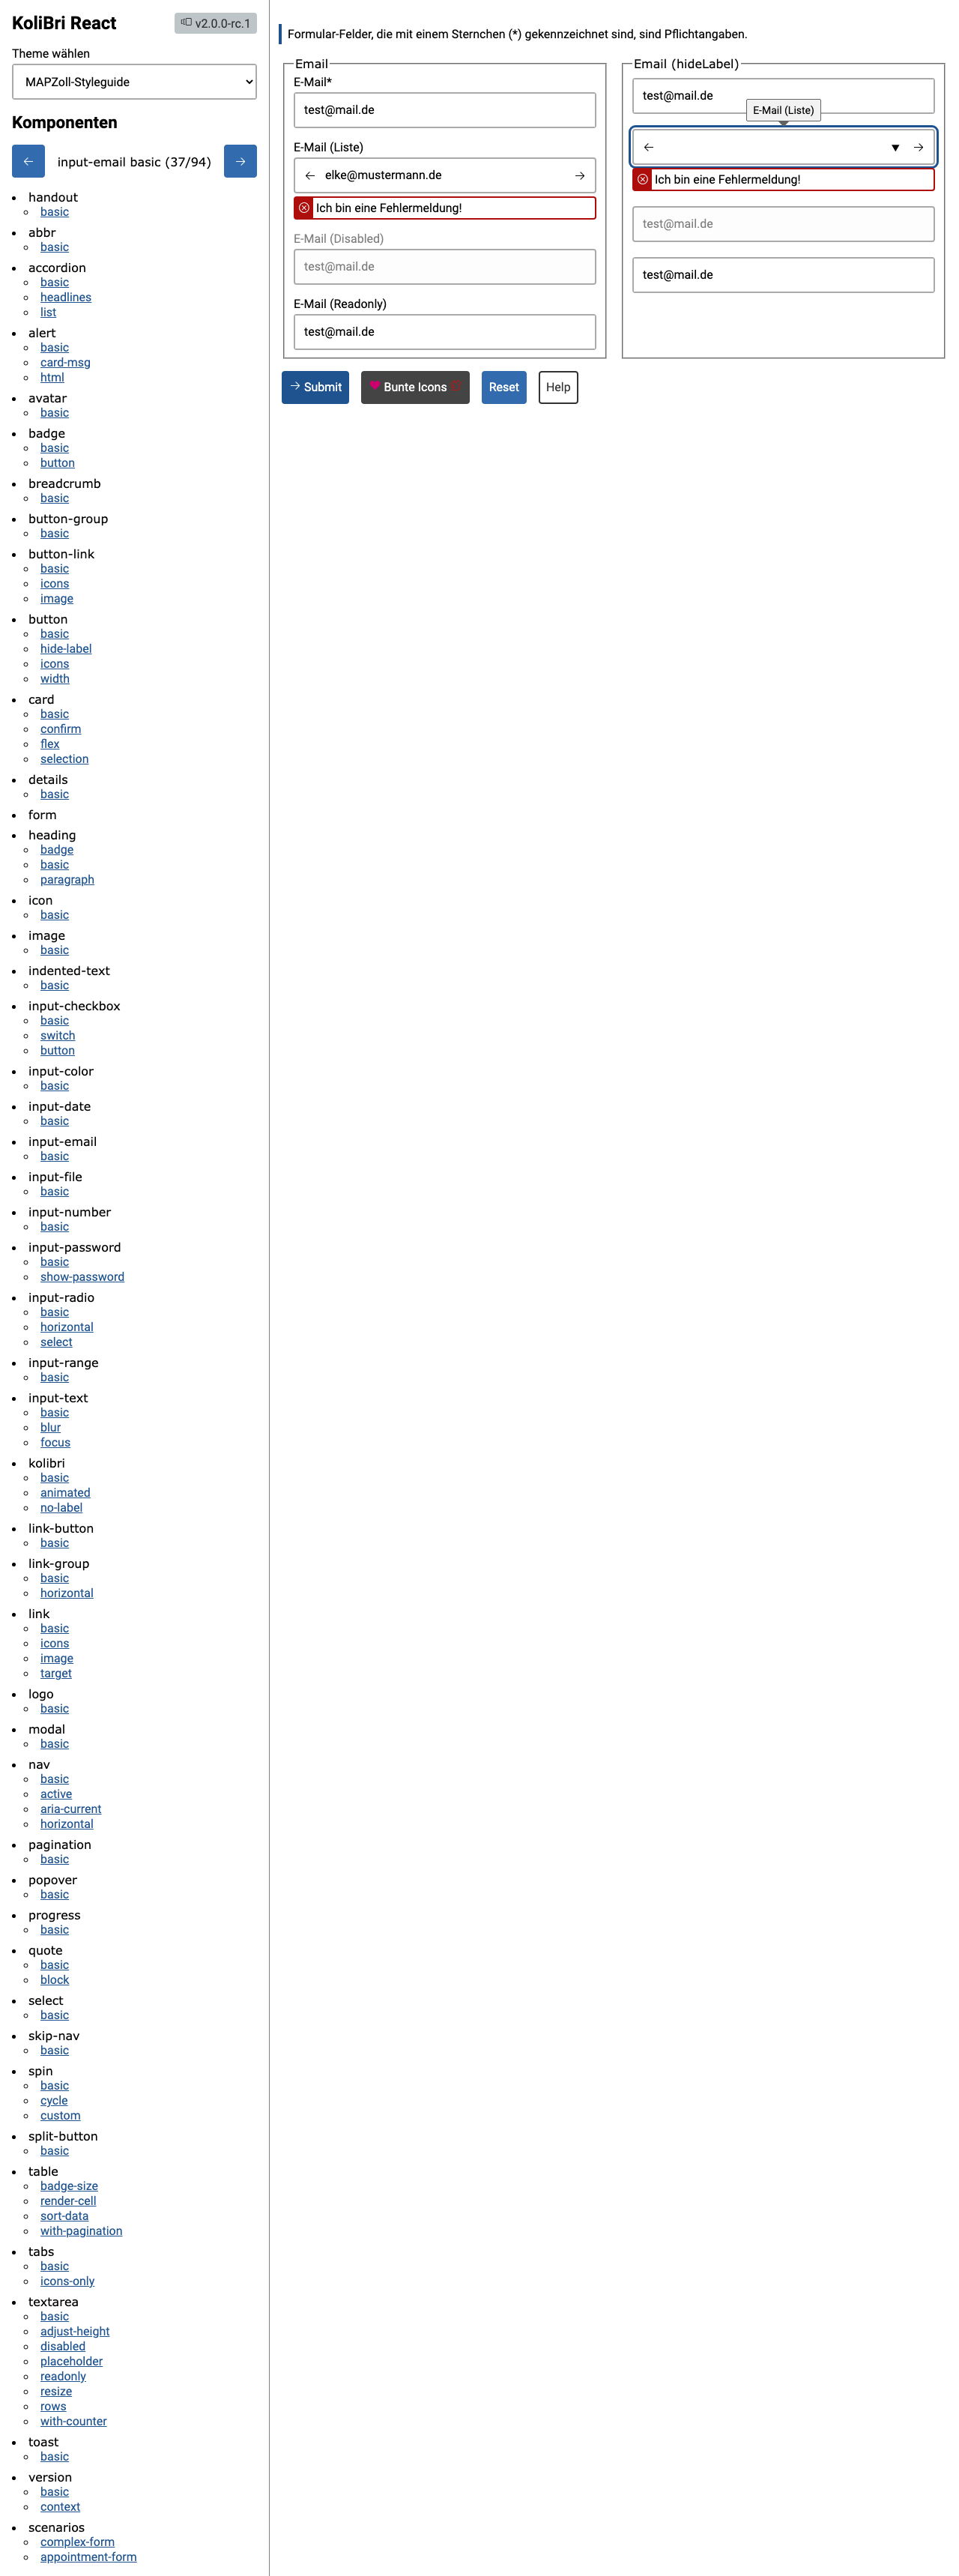 KoliBri React
v2.0.0-rc.1
Theme wählen
MAPZoll-Styleguide
Komponenten
←
input-email basic (37/94)
→
handout
basic
abbr
basic
accordion
basic
headlines
list
alert
basic
card-msg
html
avatar
basic
badge
basic
button
breadcrumb
basic
button-group
basic
button-link
basic
icons
image
button
basic
hide-label
icons
width
card
basic
confirm
flex
selection
details
basic
form
heading
badge
basic
paragraph
icon
basic
image
basic
indented-text
basic
input-checkbox
basic
switch
button
input-color
basic
input-date
basic
input-email
basic
input-file
basic
input-number
basic
input-password
basic
show-password
input-radio
basic
horizontal
select
input-range
basic
input-text
basic
blur
focus
kolibri
basic
animated
no-label
link-button
basic
link-group
basic
horizontal
link
basic
icons
image
target
logo
basic
modal
basic
nav
basic
active
aria-current
horizontal
pagination
basic
popover
basic
progress
basic
quote
basic
block
select
basic
skip-nav
basic
spin
basic
cycle
custom
split-button
basic
table
badge-size
render-cell
sort-data
with-pagination
tabs
basic
icons-only
textarea
basic
adjust-height
disabled
placeholder
readonly
resize
rows
with-counter
toast
basic
version
basic
context
scenarios
complex-form
appointment-form
Formular-Felder, die mit einem Sternchen (*) gekennzeichnet sind, sind Pflichtangaben.
Email
E-Mail*
test@mail.de
E-Mail (Liste)
← elke@mustermann.de →
Ich bin eine Fehlermeldung!
E-Mail (Disabled)
test@mail.de
E-Mail (Readonly)
test@mail.de
Email (hideLabel)
test@mail.de
E-Mail (Liste)
← ▼ →
Ich bin eine Fehlermeldung!
test@mail.de
test@mail.de
→ Submit
Bunte Icons
Reset
Help